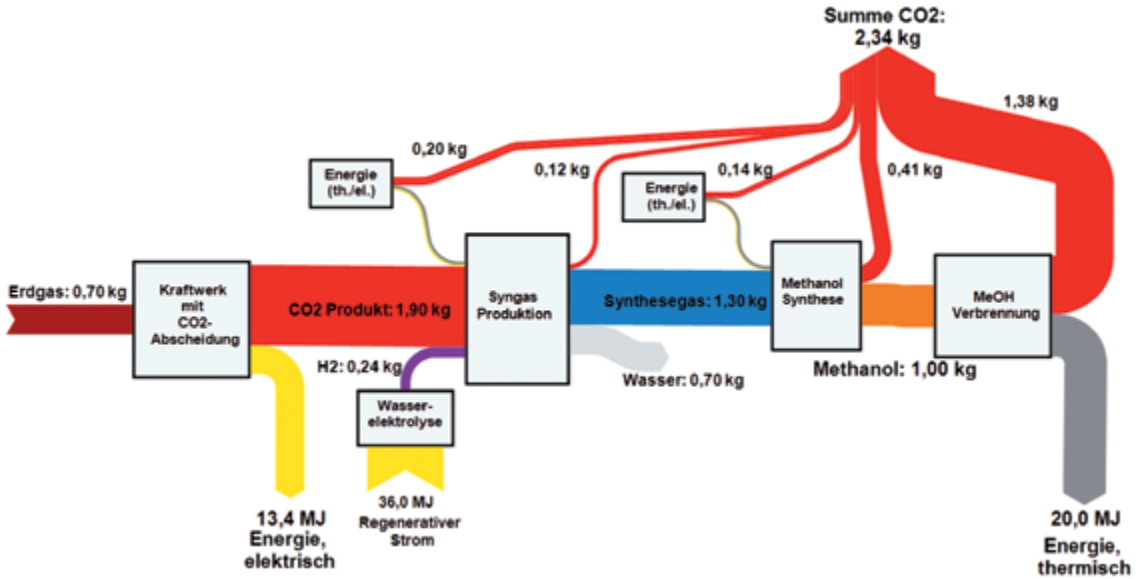 Summe CO2:
2,34 kg
1,38 kg
0,20 kg
0,12 kg
0,14 kg
0,41 kg
Energie
(th./el.)
Energie
(th./el.)
Erdgas: 0,70 kg
Kraftwerk
mit
CO2-
Abscheidung
CO2 Produkt: 1,90 kg
Syngas
Produktion
Synthesegas: 1,30 kg
Methanol
Synthese
MeOH
Verbrennung
H2: 0,24 kg
Wasser: 0,70 kg
Methanol: 1,00 kg
Wasser-
elektrolyse
13,4 MJ
Energie,
elektrisch
36,0 MJ
Regenerativer
Strom
20,0 MJ
Energie,
thermisch